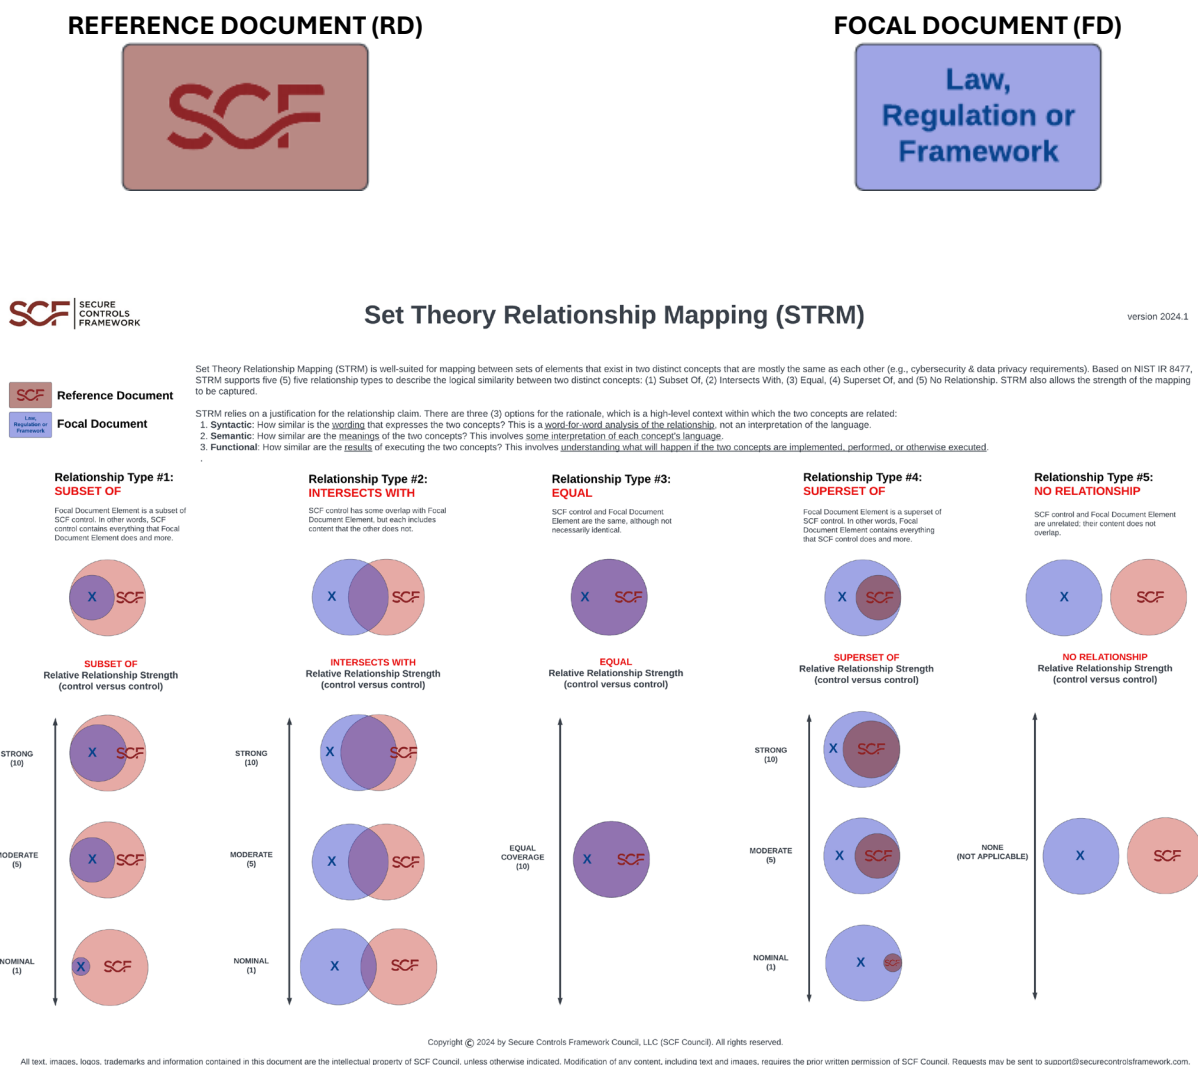 REFERENCE DOCUMENT (RD)
FOCAL DOCUMENT (FD)
SCF
Law,
Regulation or
Framework
SCF
SECURE
CONTROLS
FRAMEWORK
Set Theory Relationship Mapping (STRM)
version 2024.1
Set Theory Relationship Mapping (STRM) is well-suited for mapping between sets of elements that exist in two distinct concepts that are mostly the same as each other (e.g., cybersecurity & data privacy requirements). Based on NIST IR 8477,
STRM supports five (5) five relationship types to describe the logical similarity between two distinct concepts: (1) Subset Of, (2) Intersects With, (3) Equal, (4) Superset Of, and (5) No Relationship. STRM also allows the strength of the mapping
to be captured.
SCF
Reference Document
Law,
Regulation or
Framework
Focal Document
STRM relies on a justification for the relationship claim. There are three (3) options for the rationale, which is a high-level context within which the two concepts are related:
1. Syntactic: How similar is the wording that expresses the two concepts? This is a word-for-word analysis of the relationship, not an interpretation of the language.
2. Semantic: How similar are the meanings of the two concepts? This involves some interpretation of each concept's language.
3. Functional: How similar are the results of executing the two concepts? This involves understanding what will happen if the two concepts are implemented, performed, or otherwise executed.
.
Relationship Type #1:
SUBSET OF
Focal Document Element is a subset of
SCF control. In other words, SCF
control contains everything that Focal
Document Element does and more.
X SCF
SUBSET OF
Relative Relationship Strength
(control versus control)
STRONG
(10)
X SCF
MODERATE
(5)
X SCF
NOMINAL
(1)
X SCF
Relationship Type #2:
INTERSECTS WITH
SCF control has some overlap with Focal
Document Element, but each includes
content that the other does not.
X SCF
INTERSECTS WITH
Relative Relationship Strength
(control versus control)
STRONG
(10)
X SCF
MODERATE
(5)
X SCF
NOMINAL
(1)
X SCF
Relationship Type #3:
EQUAL
SCF control and Focal Document
Element are the same, although not
necessarily identical.
X SCF
EQUAL
Relative Relationship Strength
(control versus control)
EQUAL
COVERAGE
(10)
X SCF
Relationship Type #4:
SUPERSET OF
Focal Document Element is a superset of
SCF control. In other words, Focal
Document Element contains everything
that SCF control does and more.
X SCF
SUPERSET OF
Relative Relationship Strength
(control versus control)
STRONG
(10)
X SCF
MODERATE
(5)
X SCF
NOMINAL
(1)
X SCF
Relationship Type #5:
NO RELATIONSHIP
SCF control and Focal Document Element
are unrelated; their content does not
overlap.
X SCF
NO RELATIONSHIP
Relative Relationship Strength
(control versus control)
NONE
(NOT APPLICABLE)
X SCF
Copyright © 2024 by Secure Controls Framework Council, LLC (SCF Council). All rights reserved.
All text, images, logos, trademarks and information contained in this document are the intellectual property of SCF Council, unless otherwise indicated. Modification of any content, including text and images, requires the prior written permission of SCF Council. Requests may be sent to support@securecontrolsframework.com.